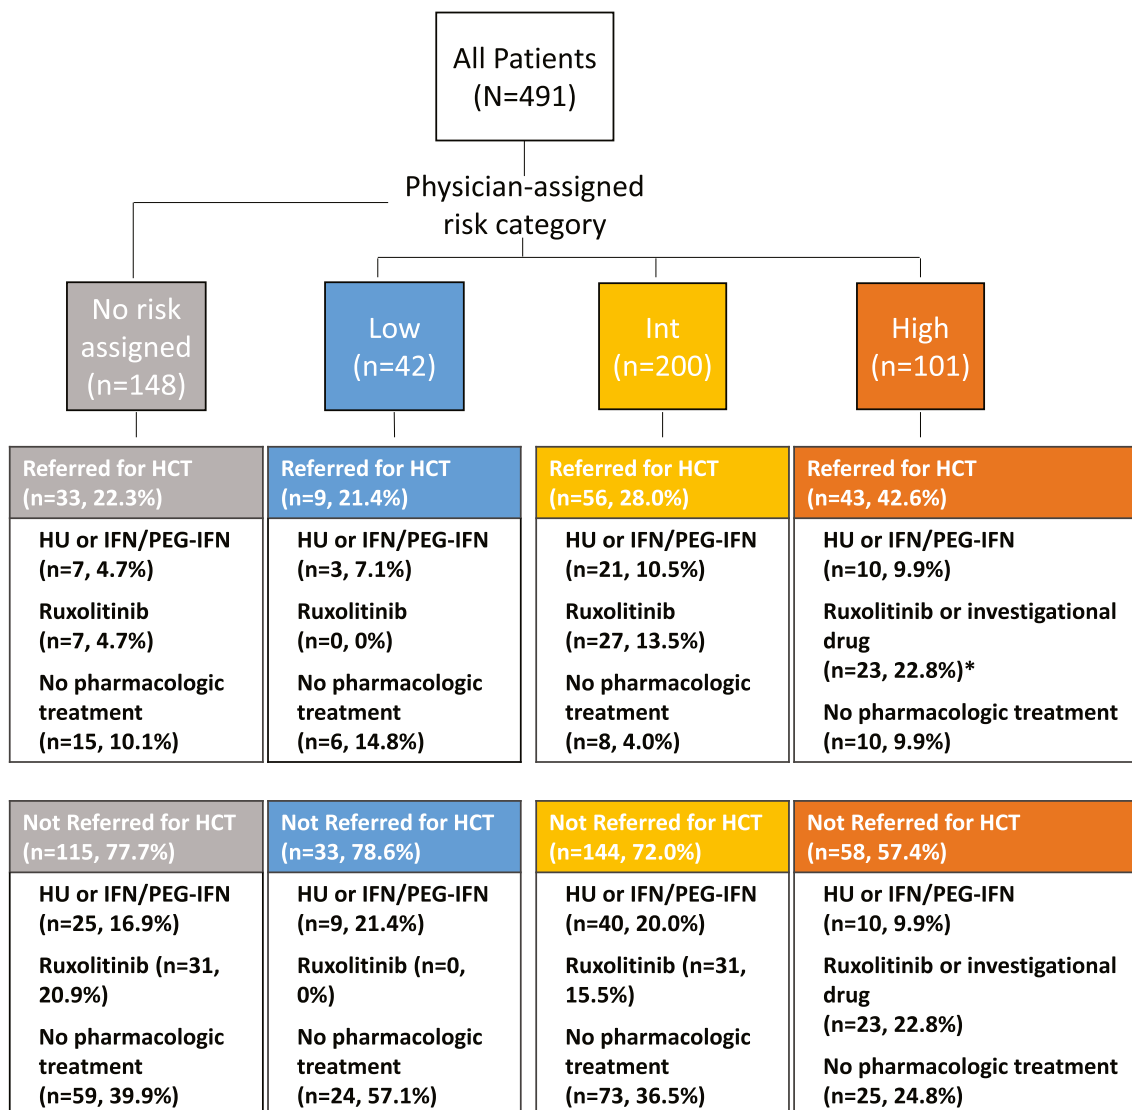 All Patients
(N=491)
Physician-assigned
risk category
No risk
assigned
(n=148)
Low
(n=42)
Int
(n=200)
High
(n=101)
Referred for HCT
(n=33, 22.3%)
HU or IFN/PEG-IFN
(n=7, 4.7%)
Ruxolitinib
(n=7, 4.7%)
No pharmacologic
treatment
(n=15, 10.1%)
Referred for HCT
(n=9, 21.4%)
HU or IFN/PEG-IFN
(n=3, 7.1%)
Ruxolitinib
(n=0, 0%)
No pharmacologic
treatment
(n=6, 14.8%)
Referred for HCT
(n=56, 28.0%)
HU or IFN/PEG-IFN
(n=21, 10.5%)
Ruxolitinib
(n=27, 13.5%)
No pharmacologic
treatment
(n=8, 4.0%)
Referred for HCT
(n=43, 42.6%)
HU or IFN/PEG-IFN
(n=10, 9.9%)
Ruxolitinib or investigational
drug
(n=23, 22.8%)*
No pharmacologic treatment
(n=10, 9.9%)
Not Referred for HCT
(n=115, 77.7%)
HU or IFN/PEG-IFN
(n=25, 16.9%)
Ruxolitinib (n=31,
20.9%)
No pharmacologic
treatment
(n=59, 39.9%)
Not Referred for HCT
(n=33, 78.6%)
HU or IFN/PEG-IFN
(n=9, 21.4%)
Ruxolitinib (n=0,
0%)
No pharmacologic
treatment
(n=24, 57.1%)
Not Referred for HCT
(n=144, 72.0%)
HU or IFN/PEG-IFN
(n=40, 20.0%)
Ruxolitinib (n=31,
15.5%)
No pharmacologic
treatment
(n=73, 36.5%)
Not Referred for HCT
(n=58, 57.4%)
HU or IFN/PEG-IFN
(n=10, 9.9%)
Ruxolitinib or investigational
drug
(n=23, 22.8%)
No pharmacologic treatment
(n=25, 24.8%)